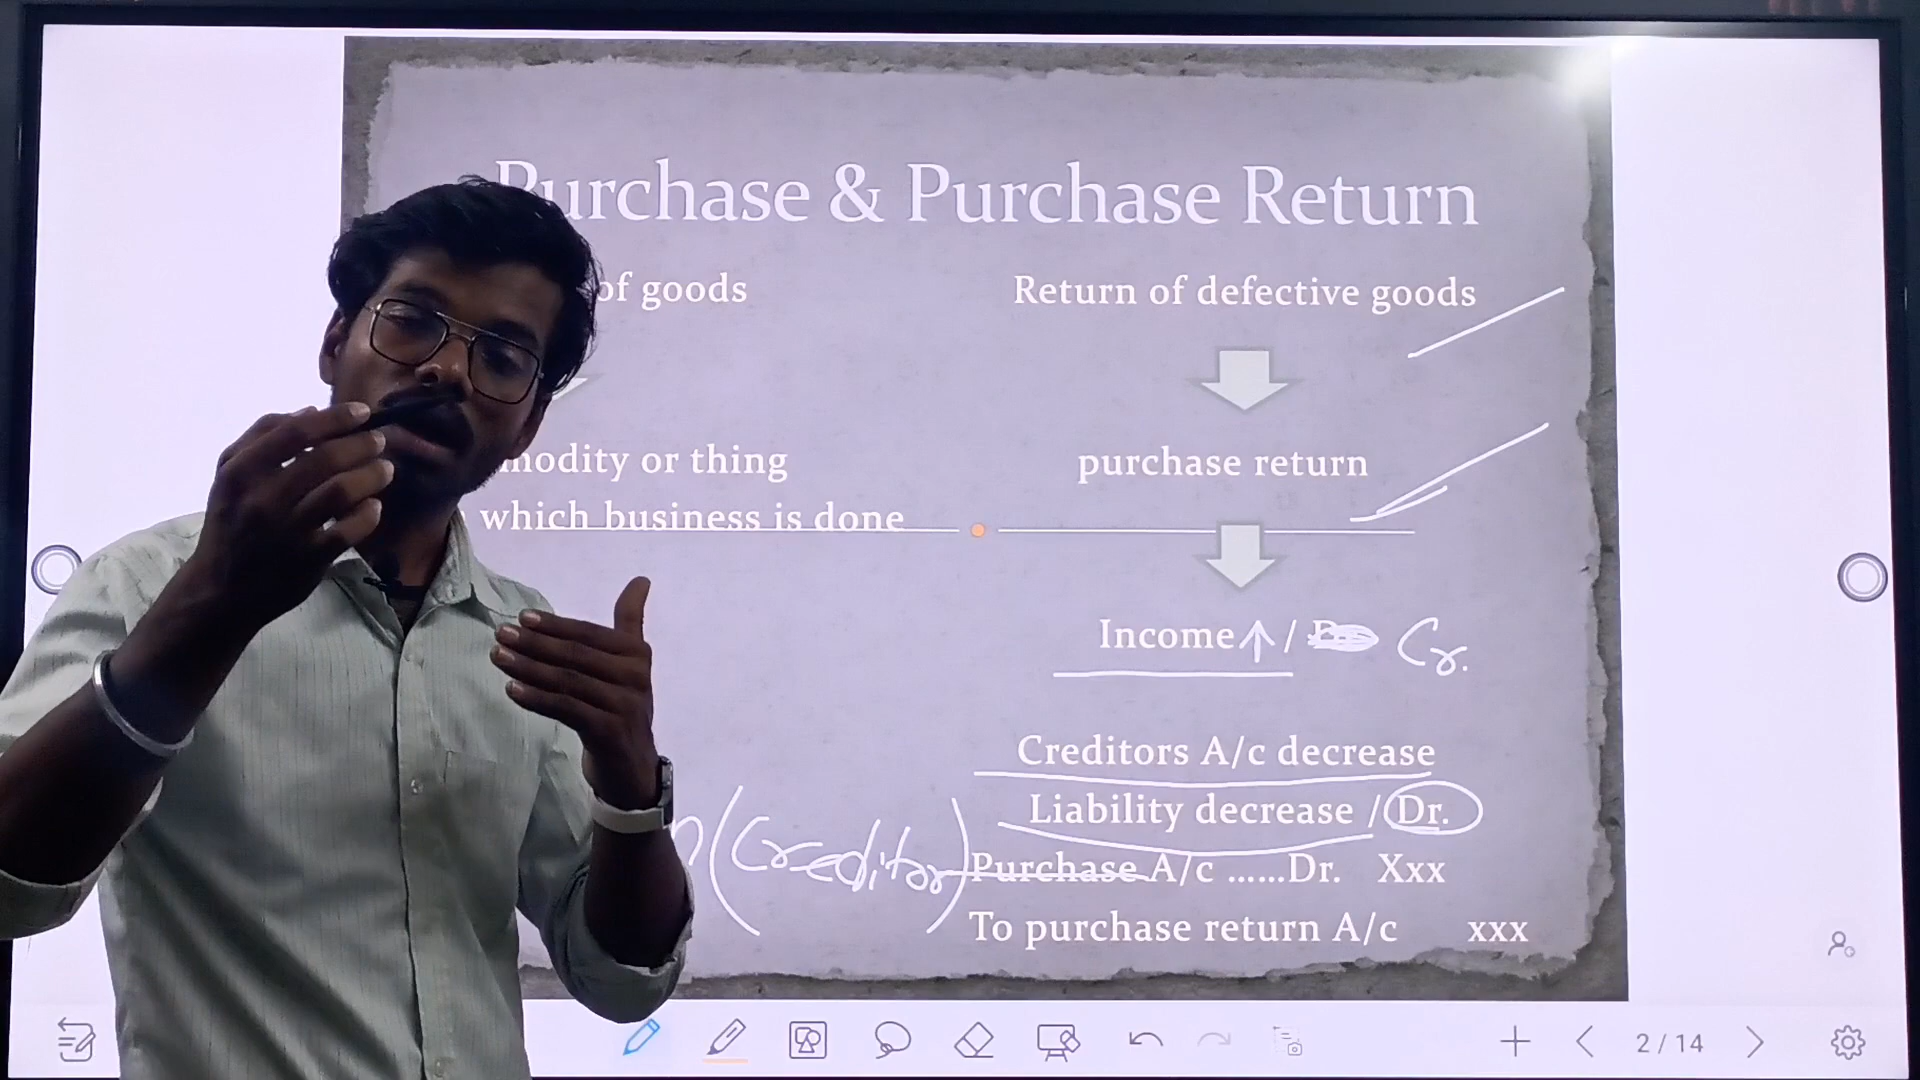 Purchase & Purchase Return
of goods
Return of defective goods
or thing
purchase return
which business is done
Income ↑ / Cr.
Creditors A/c decrease
Liability decrease / Dr.
(Creditor) Purchase A/c ......Dr. Xxx
To purchase return A/c xxx
2 / 14